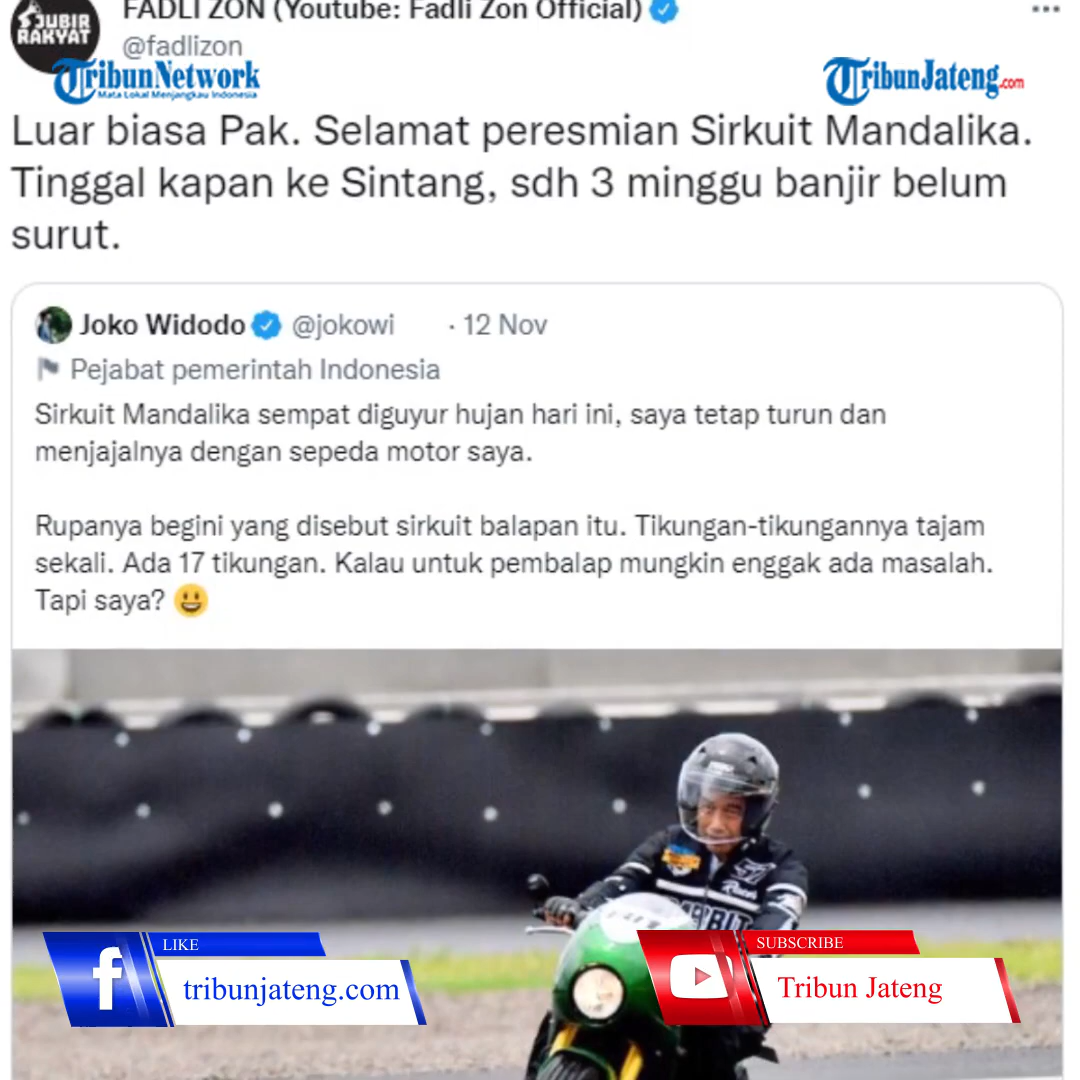 FADLI ZON (Youtube: Fadli Zon Official)
JUBIR
RAKYAT
@fadlizon
TribunNetwork
Mata Lokal Menjangkau Indonesia
TribunJateng.com
Luar biasa Pak. Selamat peresmian Sirkuit Mandalika.
Tinggal kapan ke Sintang, sdh 3 minggu banjir belum
surut.
Joko Widodo @jokowi · 12 Nov
Pejabat pemerintah Indonesia
Sirkuit Mandalika sempat diguyur hujan hari ini, saya tetap turun dan
menjajalnya dengan sepeda motor saya.
Rupanya begini yang disebut sirkuit balapan itu. Tikungan-tikungannya tajam
sekali. Ada 17 tikungan. Kalau untuk pembalap mungkin enggak ada masalah.
Tapi saya? 😃
LIKE
f
tribunjateng.com
SUBSCRIBE
Tribun Jateng